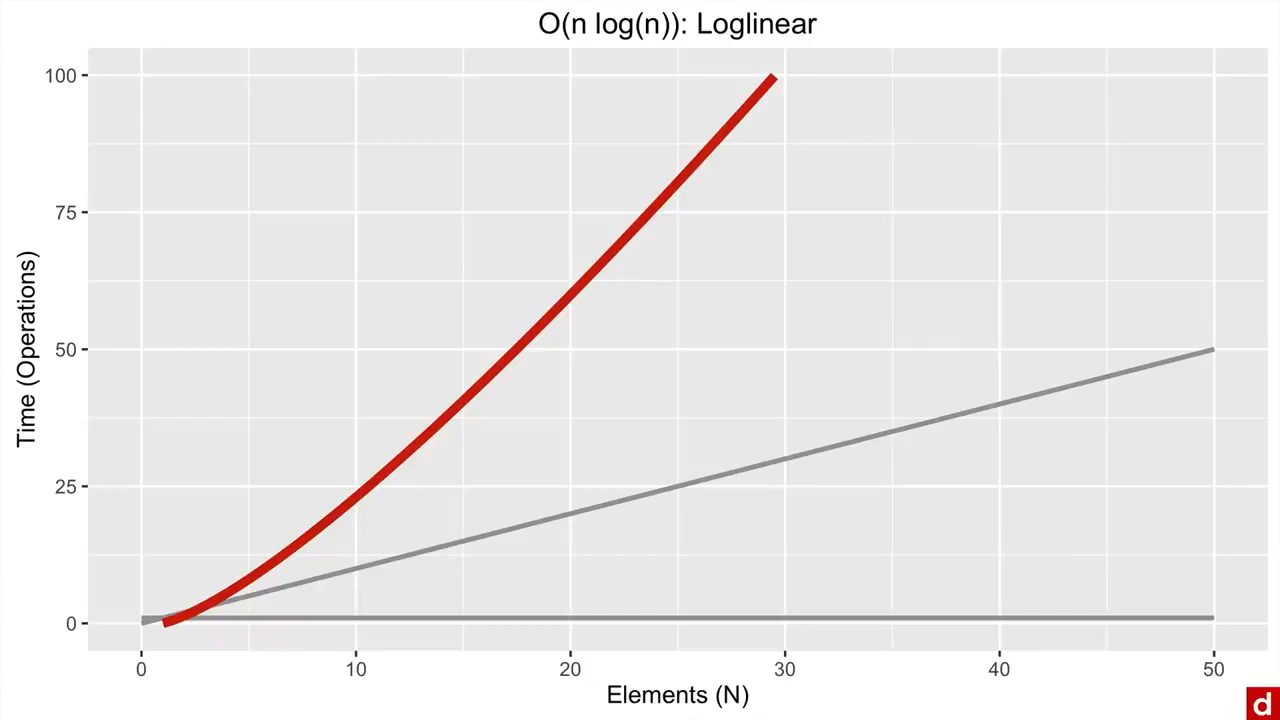 O(n log(n)): Loglinear
100
75
50
25
0
Time (Operations)
0 10 20 30 40 50
Elements (N)
d